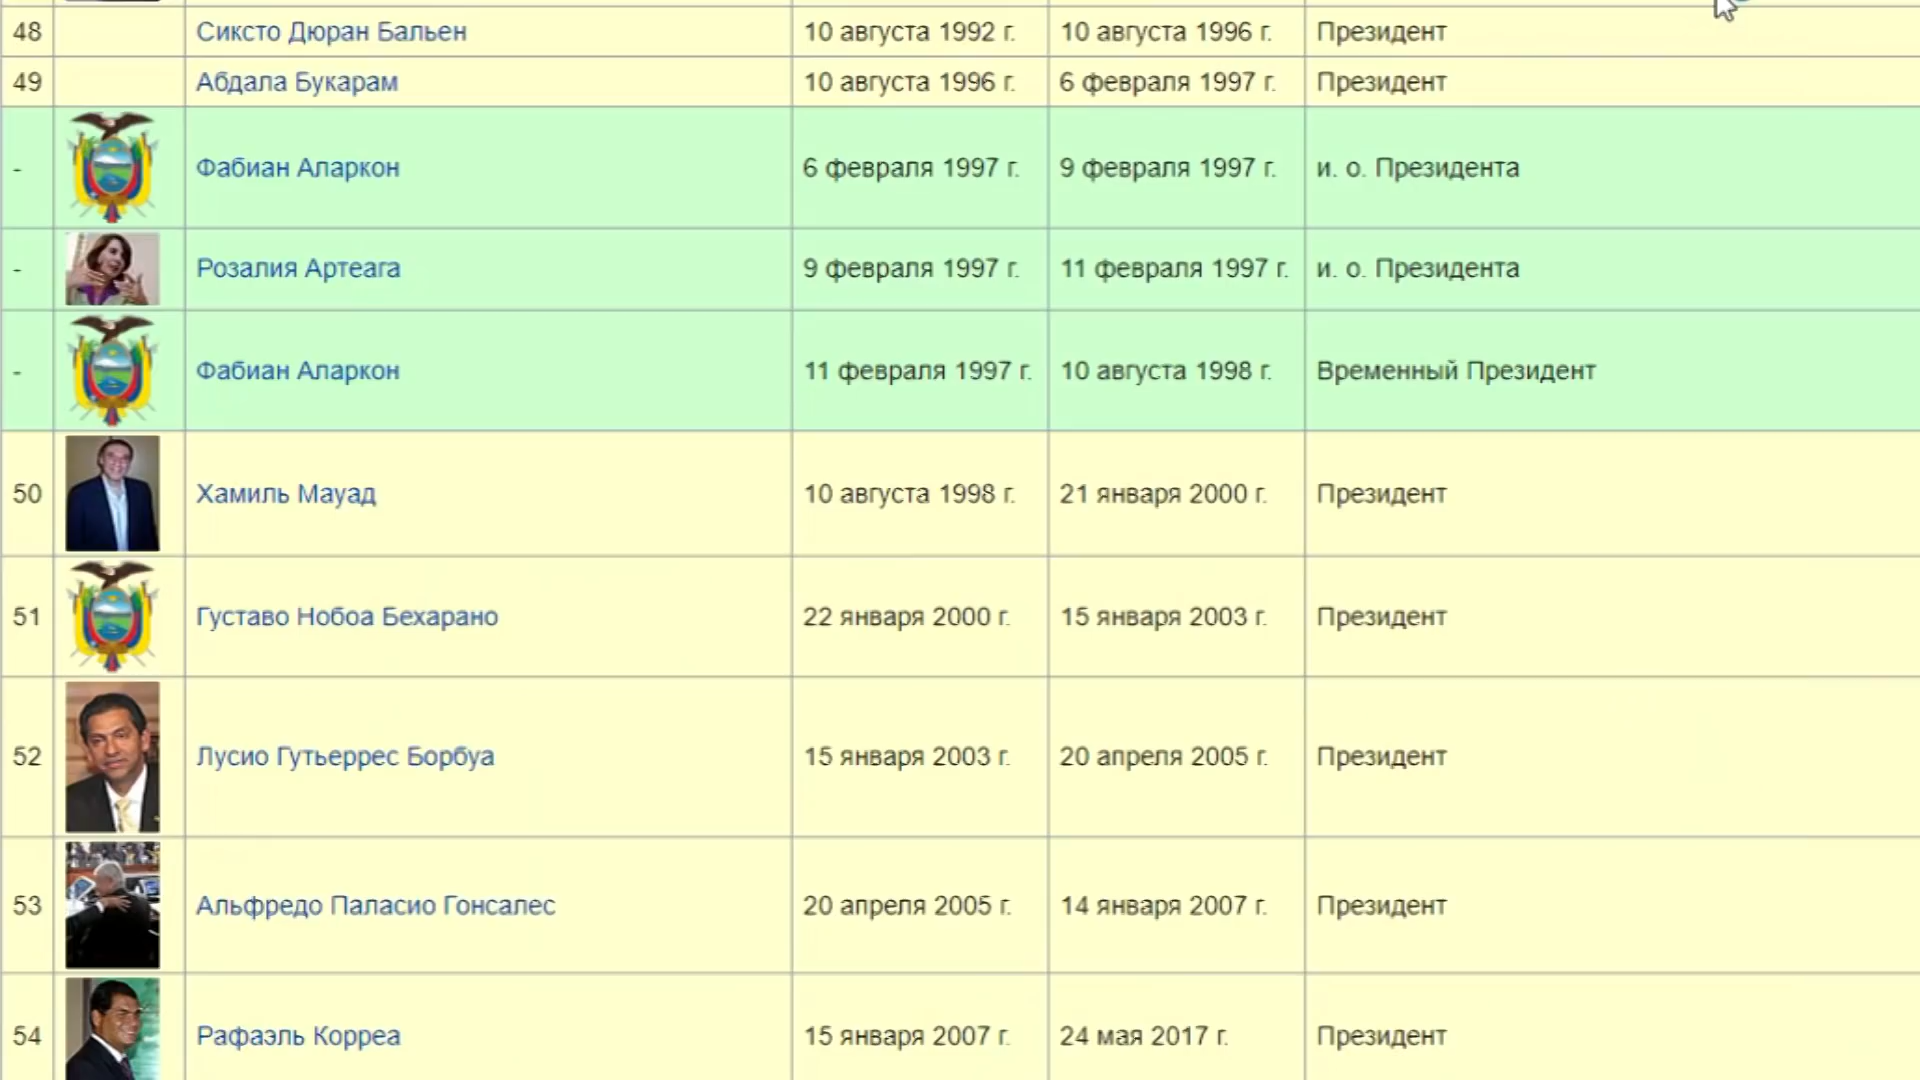 48 Сиксто Дюран Бальен 10 августа 1992 г. 10 августа 1996 г. Президент
49 Абдала Букарам 10 августа 1996 г. 6 февраля 1997 г. Президент
- Фабиан Аларкон 6 февраля 1997 г. 9 февраля 1997 г. и. о. Президента
- Розалия Артеага 9 февраля 1997 г. 11 февраля 1997 г. и. о. Президента
- Фабиан Аларкон 11 февраля 1997 г. 10 августа 1998 г. Временный Президент
50 Хамиль Мауад 10 августа 1998 г. 21 января 2000 г. Президент
51 Густаво Нобоа Бехарано 22 января 2000 г. 15 января 2003 г. Президент
52 Лусио Гутьеррес Борбуа 15 января 2003 г. 20 апреля 2005 г. Президент
53 Альфредо Паласио Гонсалес 20 апреля 2005 г. 14 января 2007 г. Президент
54 Рафаэль Корреа 15 января 2007 г. 24 мая 2017 г. Президент